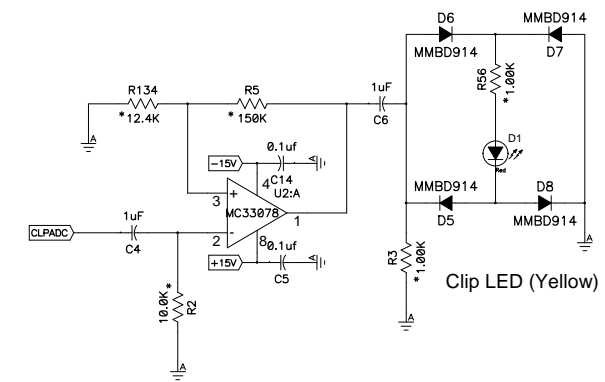 D6
MMBD914
MMBD914
D7
R134
*12.4K
R5
*150K
1uF
C6
R56
*1.00K
D1
Red
A
0.1uf
-15V
A
4
C14
U2:A
3
+
MC33078
1
2
-
8
0.1uf
+15V
A
C5
MMBD914
D5
D8
MMBD914
1uF
CLPADC
C4
10.0K*
R2
A
R3
*1.00K
A
A
Clip LED (Yellow)